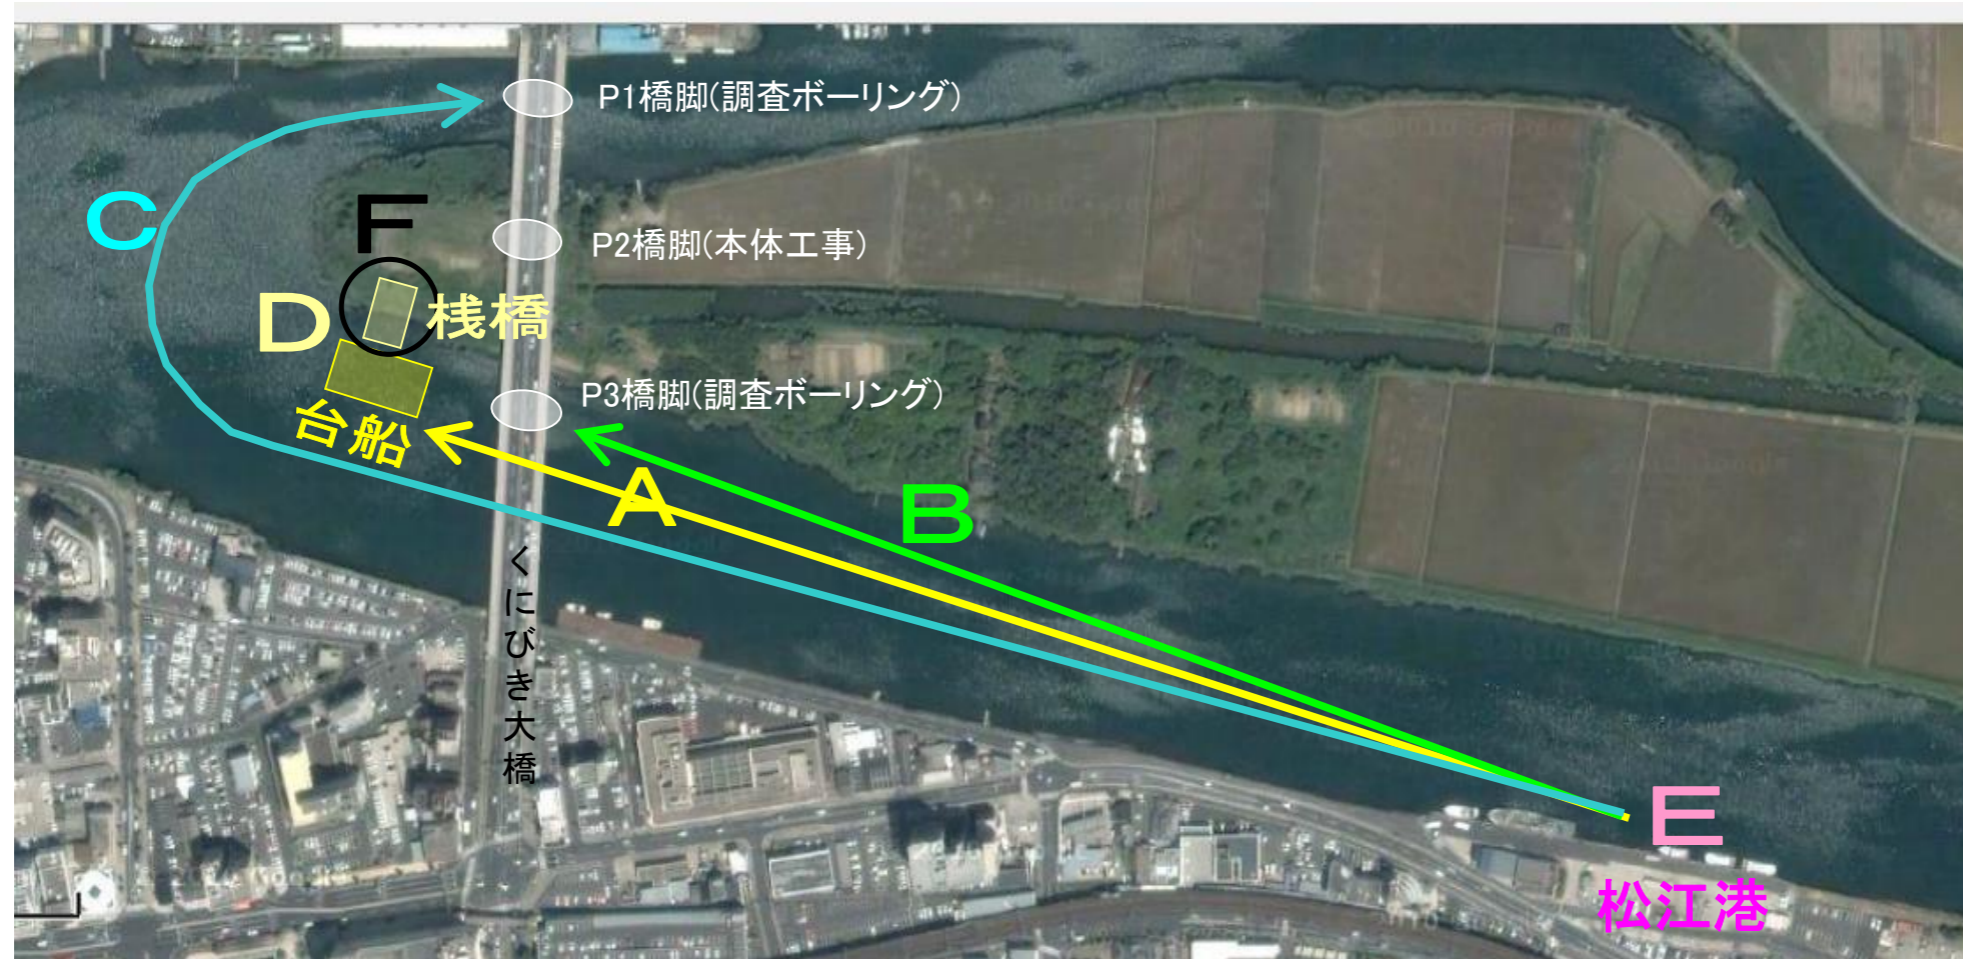 P1橋脚(調査ボーリング)
C
F
P2橋脚(本体工事)
D
桟橋
P3橋脚(調査ボーリング)
台船
A
B
くにびき大橋
E
松江港